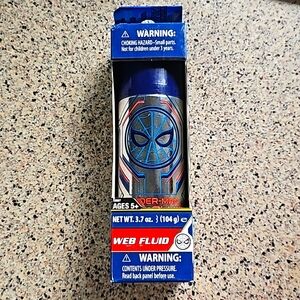 WARNING:
CHOKING HAZARD-Small parts.
Not for children under 3 years.
AGES 5+
DER-MAN
NET WT. 3.7 oz. (104 g) e
WEB FLUID
WARNING:
CONTENTS UNDER PRESSURE.
Read back panel before use.